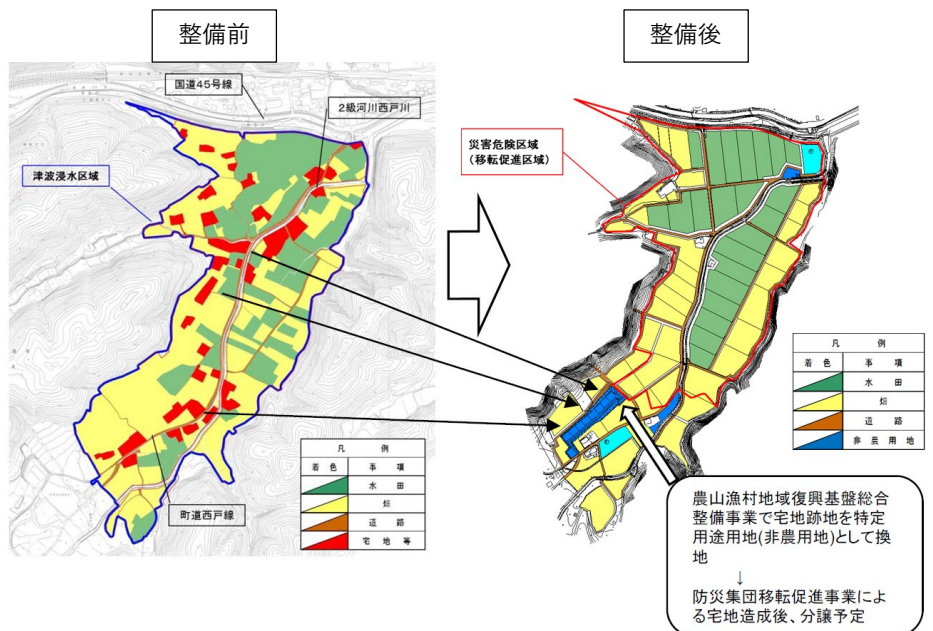 整備前
整備後
国道45号線
2級河川西戸川
津波浸水区域
町道西戸線
凡 例
着 色 事 項
水 田
畑
道 路
宅 地 等
災害危険区域
(移転促進区域)
凡 例
着 色 事 項
水 田
畑
道 路
非 農 用 地
農山漁村地域復興基盤総合
整備事業で宅地跡地を特定
用途用地(非農用地)として換
地
↓
防災集団移転促進事業によ
る宅地造成後、分譲予定